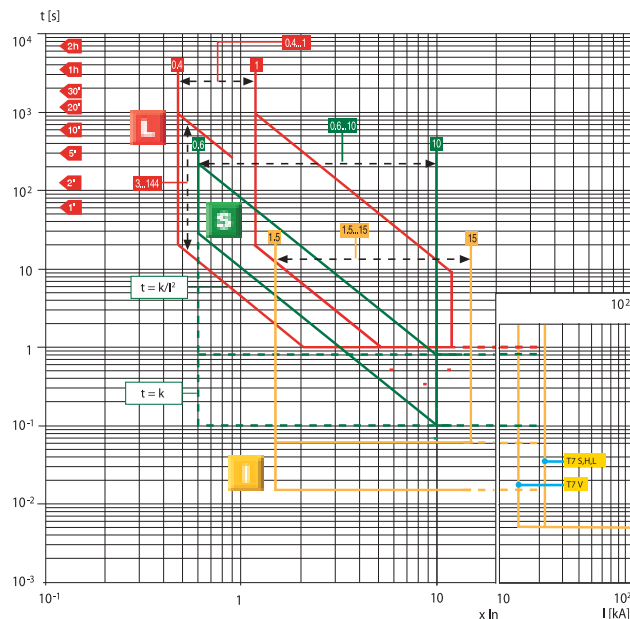 t [s]
10⁴
2h
1h
30'
20'
10'
5'
2'
1'
10³
10²
10
1
10⁻¹
10⁻²
10⁻³
0.4...1
0.4
1
L
0.6...10
0.6
10
3...144
S
1.5...15
1.5
15
t = k/I²
t = k
I
10²
T7 S,H,L
T7 V
10⁻¹
1
10
x In
10
10²
I [kA]